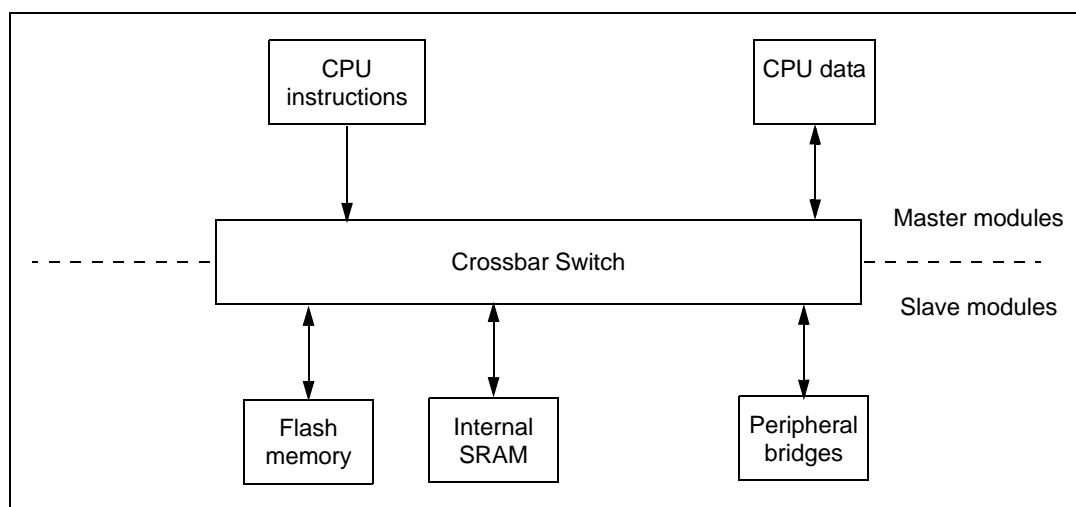 CPU
instructions
CPU data
Master modules
Crossbar Switch
Slave modules
Flash
memory
Internal
SRAM
Peripheral
bridges